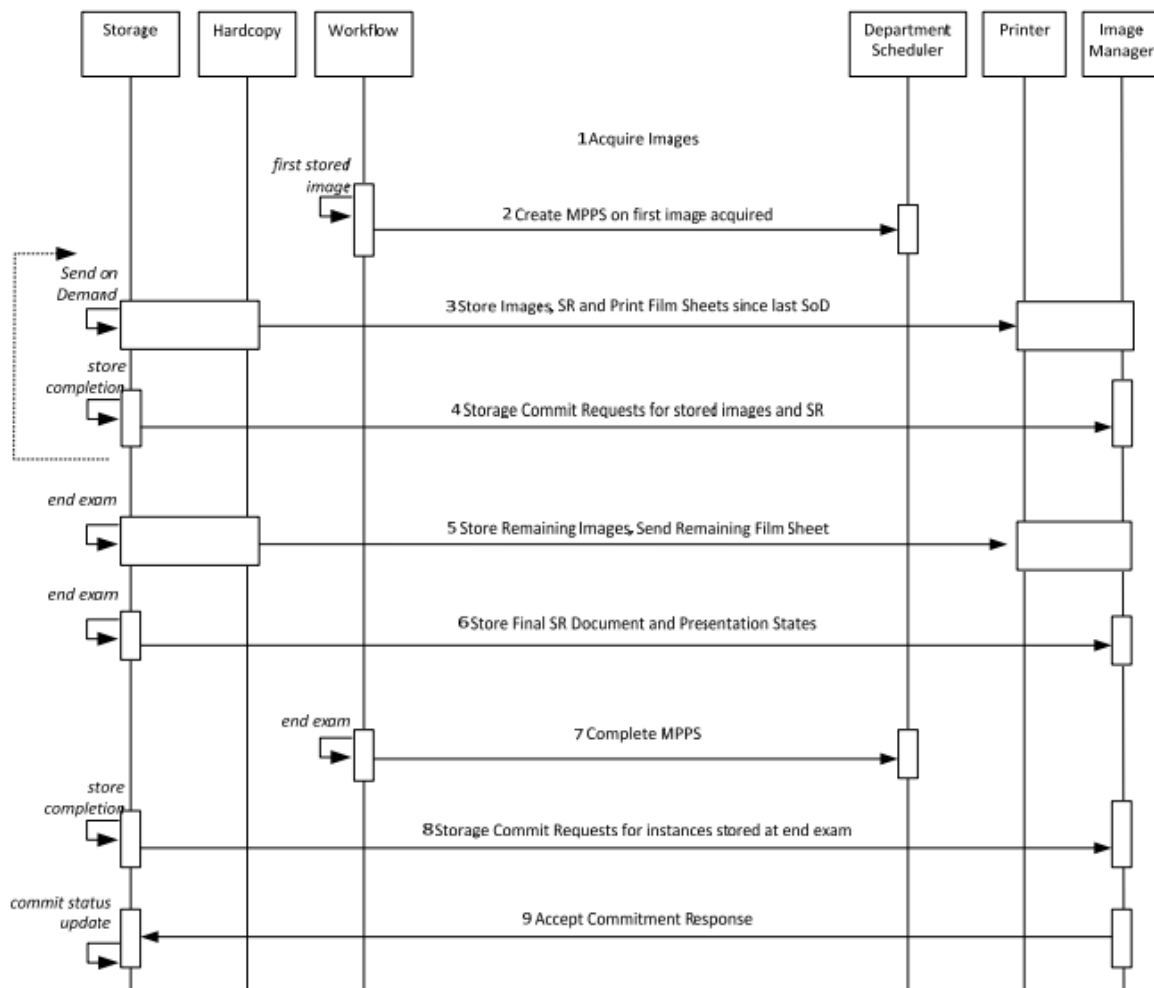 Storage
Hardcopy
Workflow
Department
Scheduler
Printer
Image
Manager
1 Acquire Images
first stored
image
2 Create MPPS on first image acquired
Send on
Demand
3 Store Images, SR and Print Film Sheets since last SoD
store
completion
4 Storage Commit Requests for stored images and SR
end exam
5 Store Remaining Images, Send Remaining Film Sheet
end exam
6 Store Final SR Document and Presentation States
end exam
7 Complete MPPS
store
completion
8 Storage Commit Requests for instances stored at end exam
commit status
update
9 Accept Commitment Response